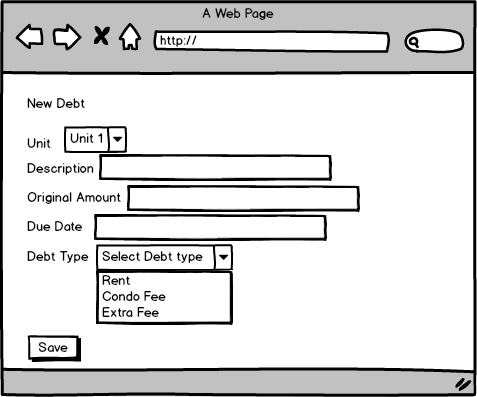 A Web Page
http://
New Debt
Unit Unit 1
Description
Original Amount
Due Date
Debt Type Select Debt type
Rent
Condo Fee
Extra Fee
Save